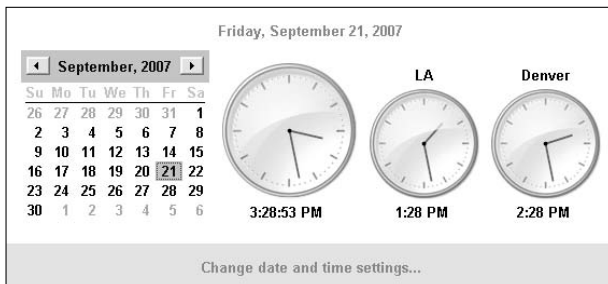 Friday, September 21, 2007
September, 2007
Su Mo Tu We Th Fr Sa
26 27 28 29 30 31 1
2 3 4 5 6 7 8
9 10 11 12 13 14 15
16 17 18 19 20 21 22
23 24 25 26 27 28 29
30 1 2 3 4 5 6
3:28:53 PM
LA
1:28 PM
Denver
2:28 PM
Change date and time settings...